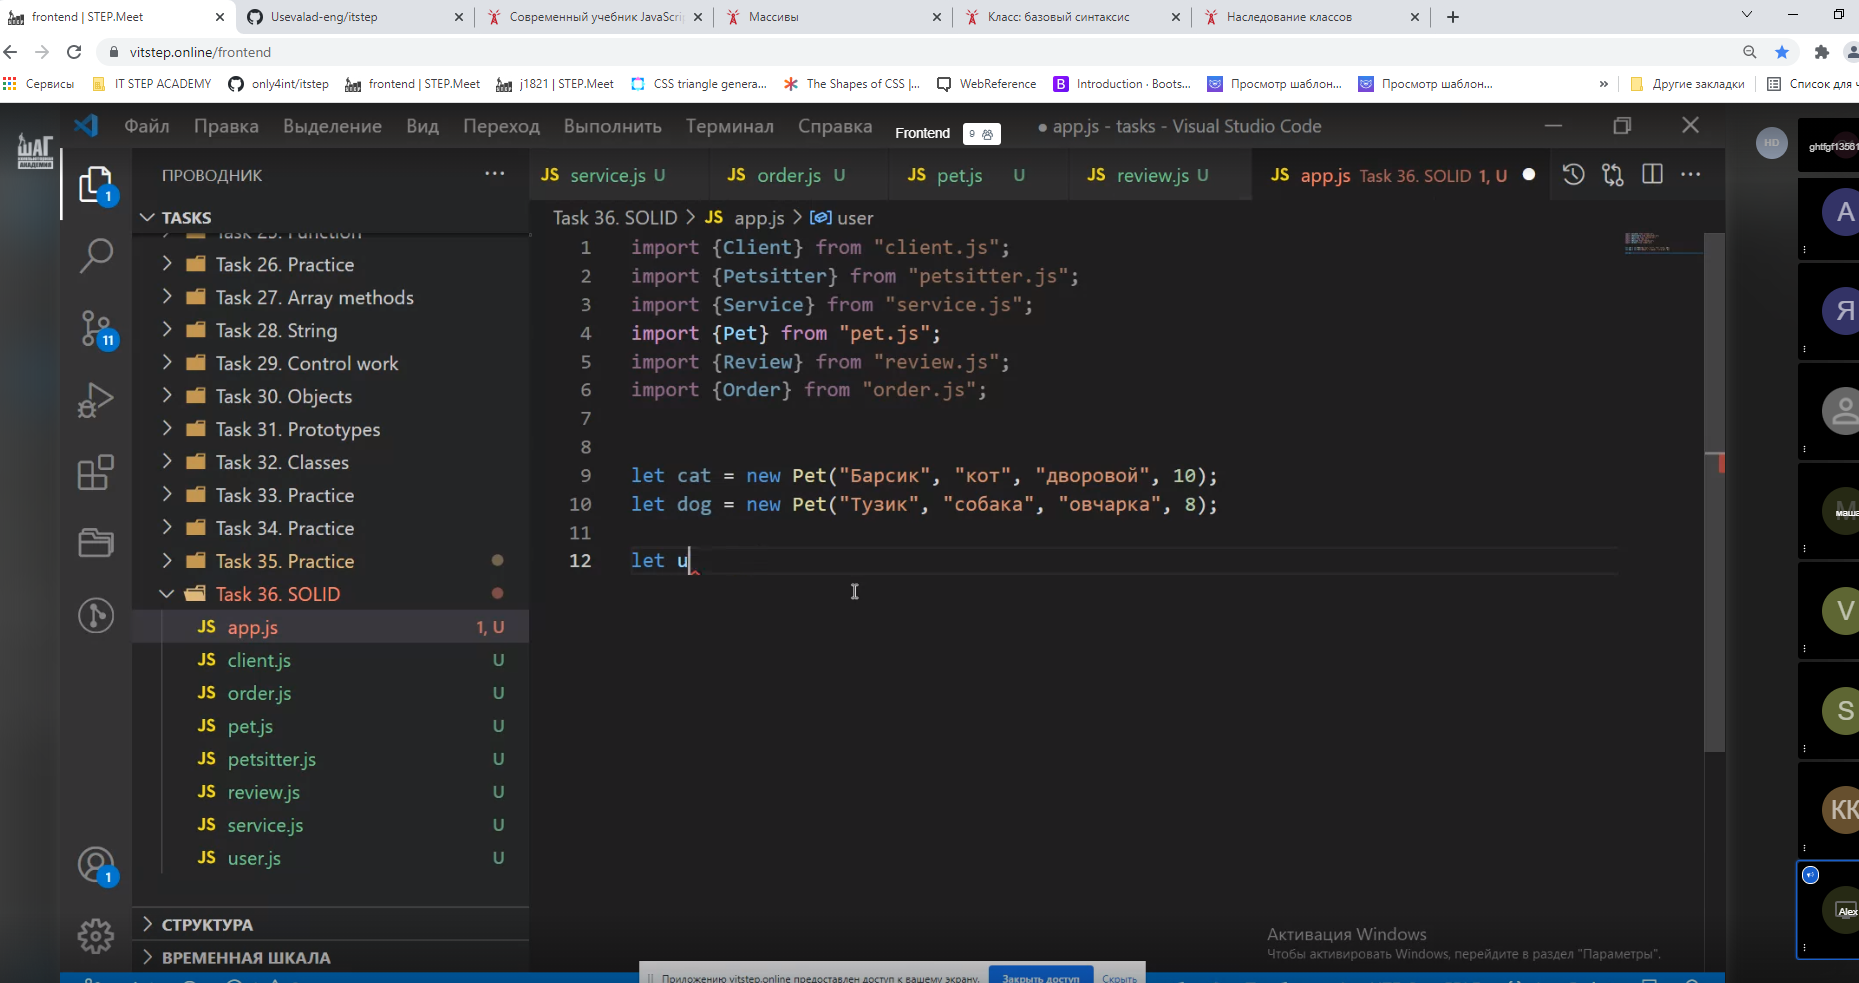 frontend | STEP.Meet
Usevalad-eng/itstep
Современный учебник JavaScri
Массивы
Класс: базовый синтаксис
Наследование классов
vitstep.online/frontend
Сервисы
IT STEP ACADEMY
only4int/itstep
frontend | STEP.Meet
j1821 | STEP.Meet
CSS triangle genera...
The Shapes of CSS |...
WebReference
Introduction · Boots...
Просмотр шаблон...
Просмотр шаблон...
»
Другие закладки
Список для ч
ШАГ
Файл Правка Выделение Вид Переход Выполнить Терминал Справка
Frontend 9
● app.js - tasks - Visual Studio Code
HD
ghtfgf13561
ПРОВОДНИК
JS service.js U
JS order.js U
JS pet.js U
JS review.js U
JS app.js Task 36. SOLID 1, U
TASKS
Task 25. Function
Task 26. Practice
Task 27. Array methods
Task 28. String
Task 29. Control work
Task 30. Objects
Task 31. Prototypes
Task 32. Classes
Task 33. Practice
Task 34. Practice
Task 35. Practice
Task 36. SOLID
JS app.js 1, U
JS client.js U
JS order.js U
JS pet.js U
JS petsitter.js U
JS review.js U
JS service.js U
JS user.js U
СТРУКТУРА
ВРЕМЕННАЯ ШКАЛА
1
11
1
Task 36. SOLID > JS app.js > user
1 import {Client} from "client.js";
2 import {Petsitter} from "petsitter.js";
3 import {Service} from "service.js";
4 import {Pet} from "pet.js";
5 import {Review} from "review.js";
6 import {Order} from "order.js";
7
8
9 let cat = new Pet("Барсик", "кот", "дворовой", 10);
10 let dog = new Pet("Тузик", "собака", "овчарка", 8);
11
12 let u
A
Я
маша
V
S
KK
Alex
Активация Windows
Чтобы активировать Windows, перейдите в раздел "Параметры".
Приложению vitstep.online предоставлен доступ к вашему экрану.
Закрыть доступ
Скрыть